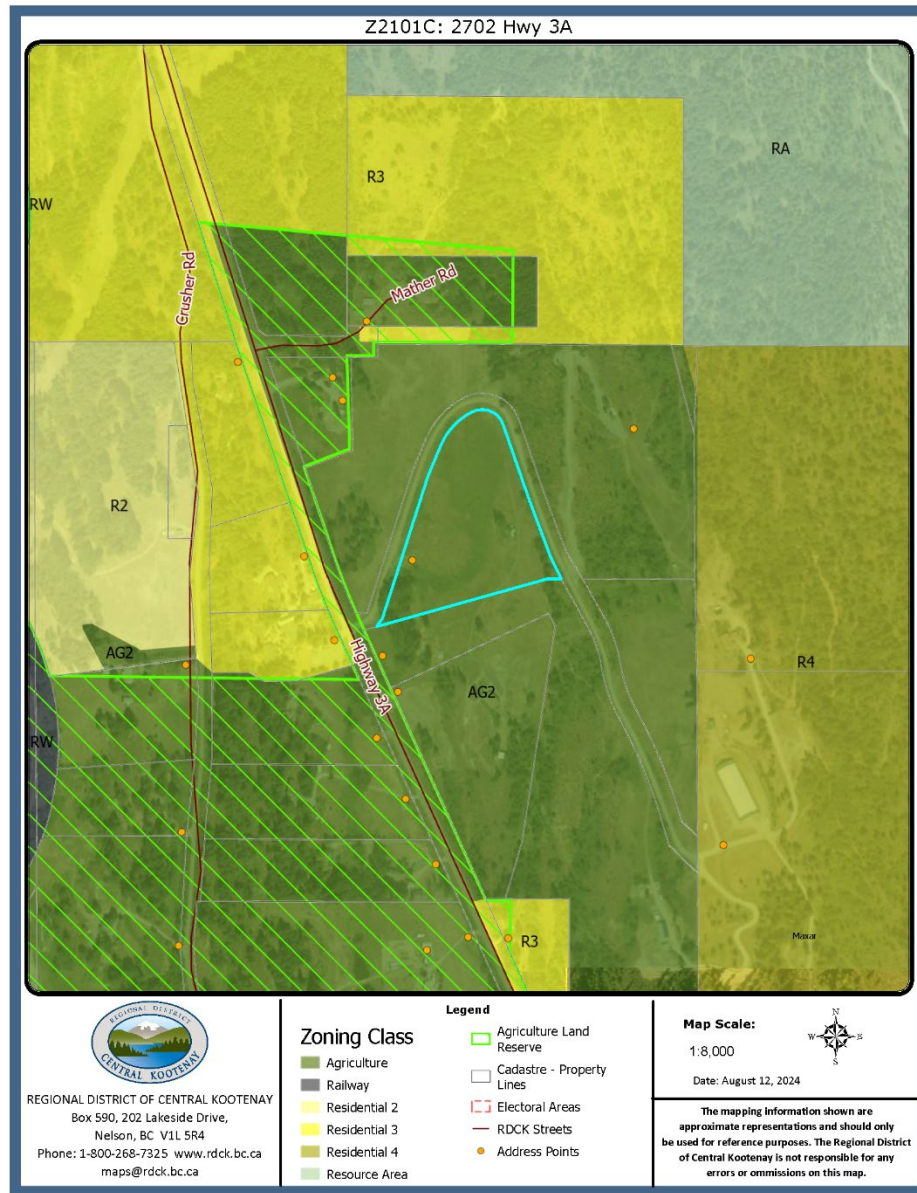 Z2101C: 2702 Hwy 3A
RA
R3
RW
Crusher Rd
Mather Rd
R2
AG2
Highway 3A
R4
AG2
RW
R3
Maxar
REGIONAL DISTRICT OF
CENTRAL KOOTENAY
REGIONAL DISTRICT OF CENTRAL KOOTENAY
Box 590, 202 Lakeside Drive,
Nelson, BC V1L 5R4
Phone: 1-800-268-7325 www.rdck.bc.ca
maps@rdck.bc.ca
Legend
Zoning Class
Agriculture
Railway
Residential 2
Residential 3
Residential 4
Resource Area
Agriculture Land
Reserve
Cadastre - Property
Lines
Electoral Areas
RDCK Streets
Address Points
Map Scale:
1:8,000
N
W E
S
Date: August 12, 2024
The mapping information shown are
approximate representations and should only
be used for reference purposes. The Regional District
of Central Kootenay is not responsible for any
errors or ommissions on this map.